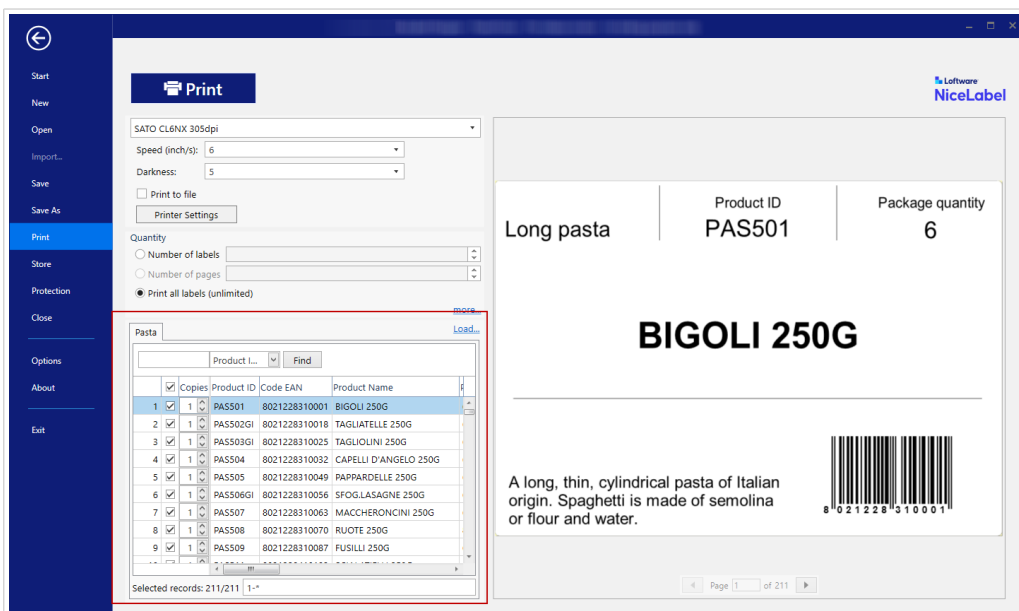 Start
New
Open
Import...
Save
Save As
Print
Store
Protection
Close
Options
About
Exit
Print
SATO CL6NX 305dpi
Speed (inch/s): 6
Darkness: 5
Print to file
Printer Settings
Quantity
Number of labels
Number of pages
Print all labels (unlimited)
more...
Pasta
Load...
Product I... Find
Copies Product ID Code EAN Product Name
1 1 PAS501 8021228310001 BIGOLI 250G
2 1 PAS502GI 8021228310018 TAGLIATELLE 250G
3 1 PAS503GI 8021228310025 TAGLIOLINI 250G
4 1 PAS504 8021228310032 CAPELLI D'ANGELO 250G
5 1 PAS505 8021228310049 PAPPARDELLE 250G
6 1 PAS506GI 8021228310056 SFOG.LASAGNE 250G
7 1 PAS507 8021228310063 MACCHERONCINI 250G
8 1 PAS508 8021228310070 RUOTE 250G
9 1 PAS509 8021228310087 FUSILLI 250G
Selected records: 211/211 1-*
Loftware
NiceLabel
Long pasta
Product ID
PAS501
Package quantity
6
BIGOLI 250G
A long, thin, cylindrical pasta of Italian
origin. Spaghetti is made of semolina
or flour and water.
8 021228 310001
Page 1 of 211